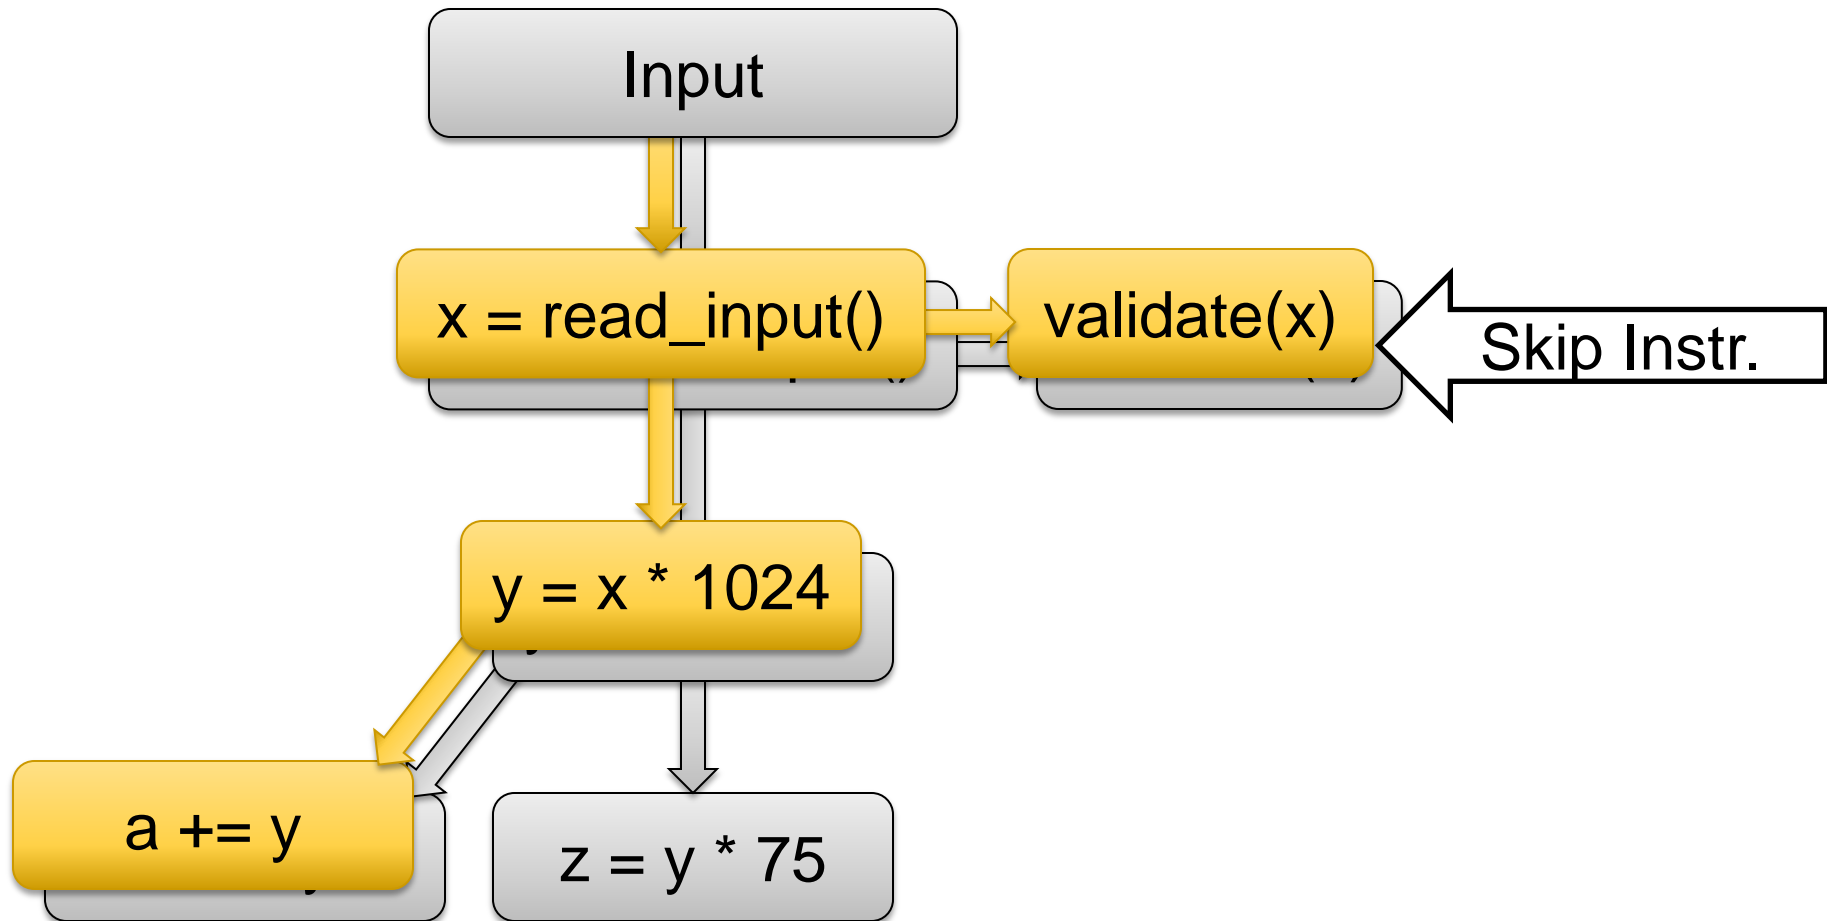 Input
x = read_input()
validate(x)
Skip Instr.
y = x * 1024
a += y
z = y * 75